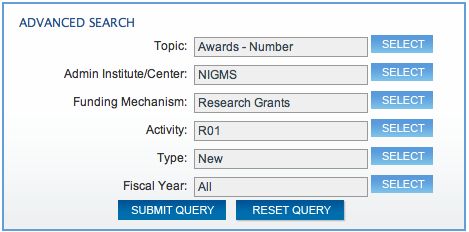 ADVANCED SEARCH
Topic: Awards - Number SELECT
Admin Institute/Center: NIGMS SELECT
Funding Mechanism: Research Grants SELECT
Activity: R01 SELECT
Type: New SELECT
Fiscal Year: All SELECT
SUBMIT QUERY RESET QUERY